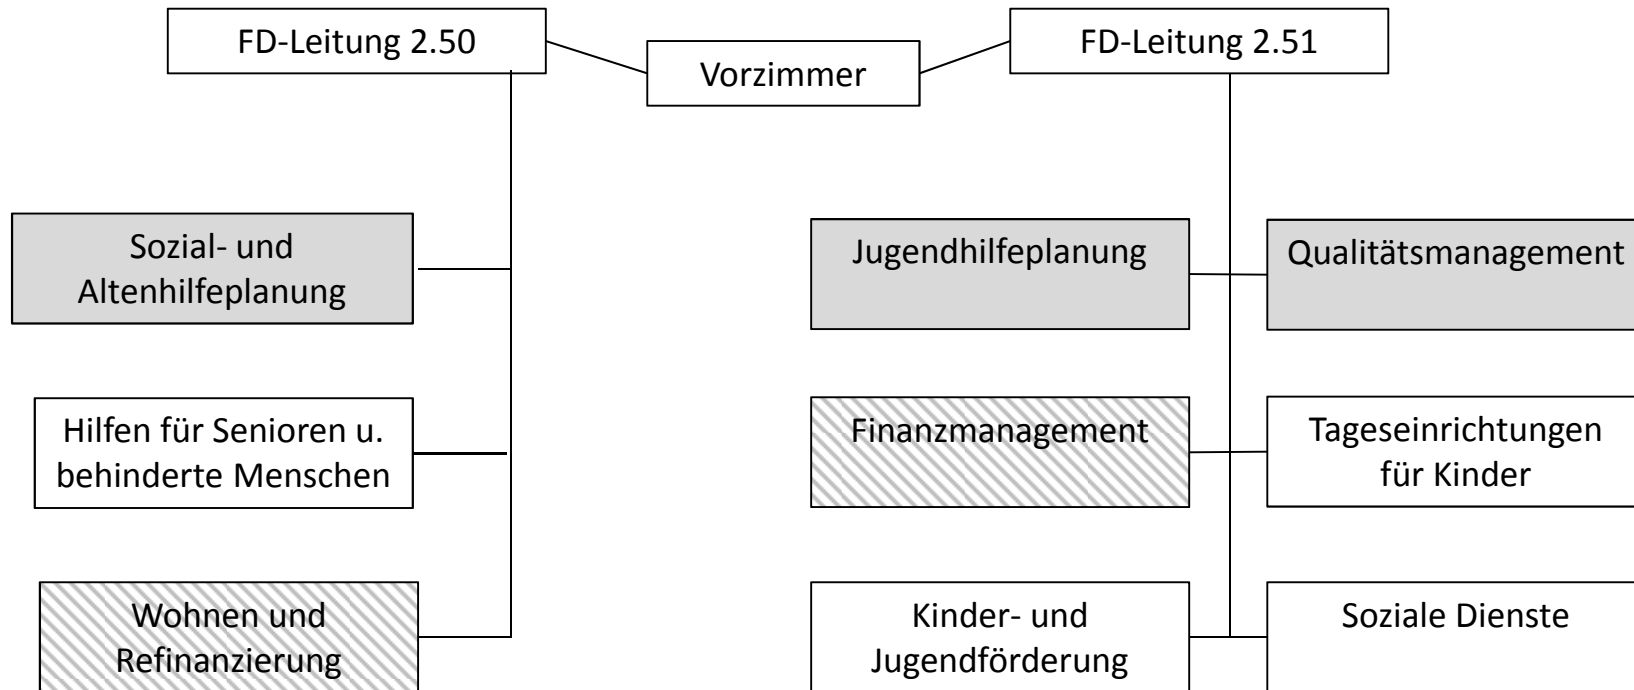 FD-Leitung 2.50
Vorzimmer
FD-Leitung 2.51
Sozial- und
Altenhilfeplanung
Jugendhilfeplanung
Qualitätsmanagement
Hilfen für Senioren u.
behinderte Menschen
Finanzmanagement
Tageseinrichtungen
für Kinder
Wohnen und
Refinanzierung
Kinder- und
Jugendförderung
Soziale Dienste